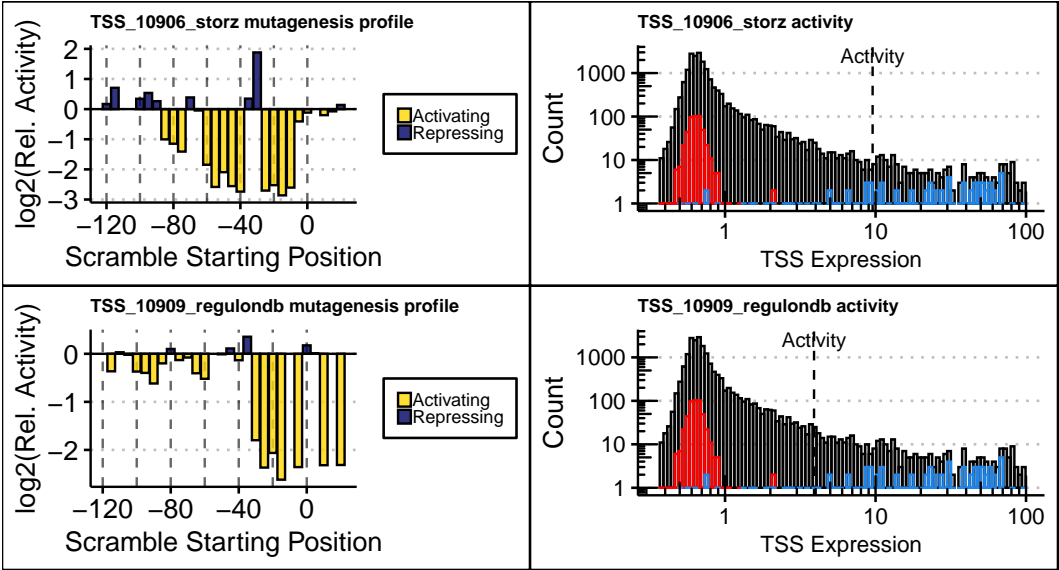 TSS_10906_storz mutagenesis profile
log2(Rel. Activity)
2
1
0
−1
−2
−3
−120
−80
−40
0
Scramble Starting Position
Activating
Repressing
TSS_10906_storz activity
Activity
Count
1000
100
10
1
1
10
100
TSS Expression
TSS_10909_regulondb mutagenesis profile
log2(Rel. Activity)
0
−1
−2
−120
−80
−40
0
Scramble Starting Position
Activating
Repressing
TSS_10909_regulondb activity
Activity
Count
1000
100
10
1
1
10
100
TSS Expression